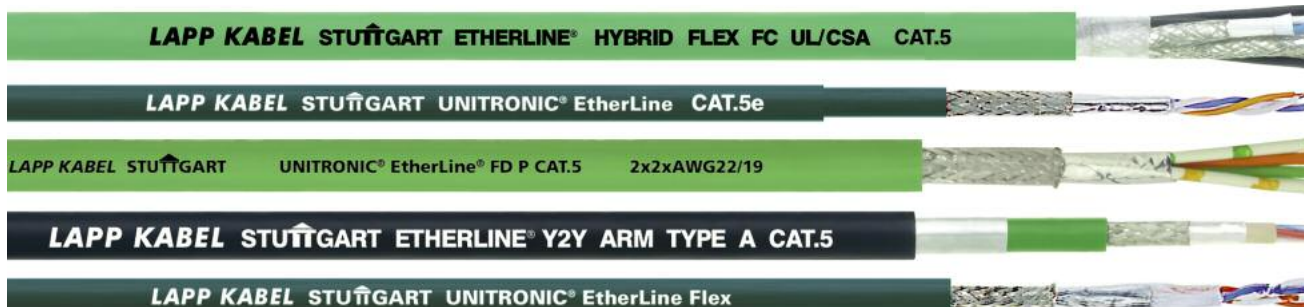 LAPP KABEL STUTTGART ETHERLINE® HYBRID FLEX FC UL/CSA CAT.5
LAPP KABEL STUTTGART UNITRONIC® EtherLine CAT.5e
LAPP KABEL STUTTGART UNITRONIC® EtherLine® FD P CAT.5 2x2xAWG22/19
LAPP KABEL STUTTGART ETHERLINE® Y2Y ARM TYPE A CAT.5
LAPP KABEL STUTTGART UNITRONIC® EtherLine Flex